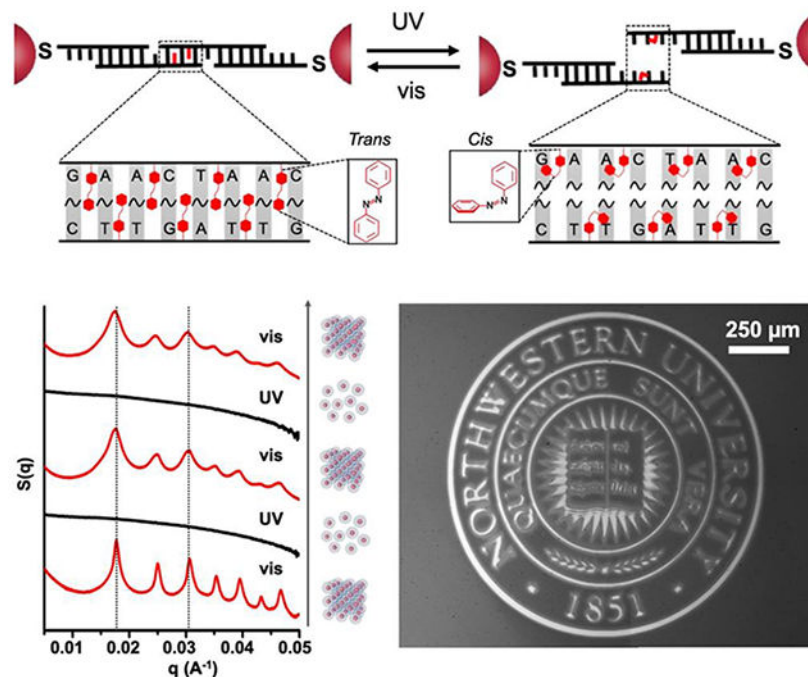 UV
vis
S
S
S
S
Trans
Cis
G A A C T A A C
N
N
C T T G A T T G
N
N
G A A C T A A C
C T T G A T T G
vis
UV
vis
UV
vis
S(q)
0.01 0.02 0.03 0.04 0.05
q (A⁻¹)
250 µm
NORTHWESTERN UNIVERSITY
QUAECUMQUE SUNT VERA
• 1851 •